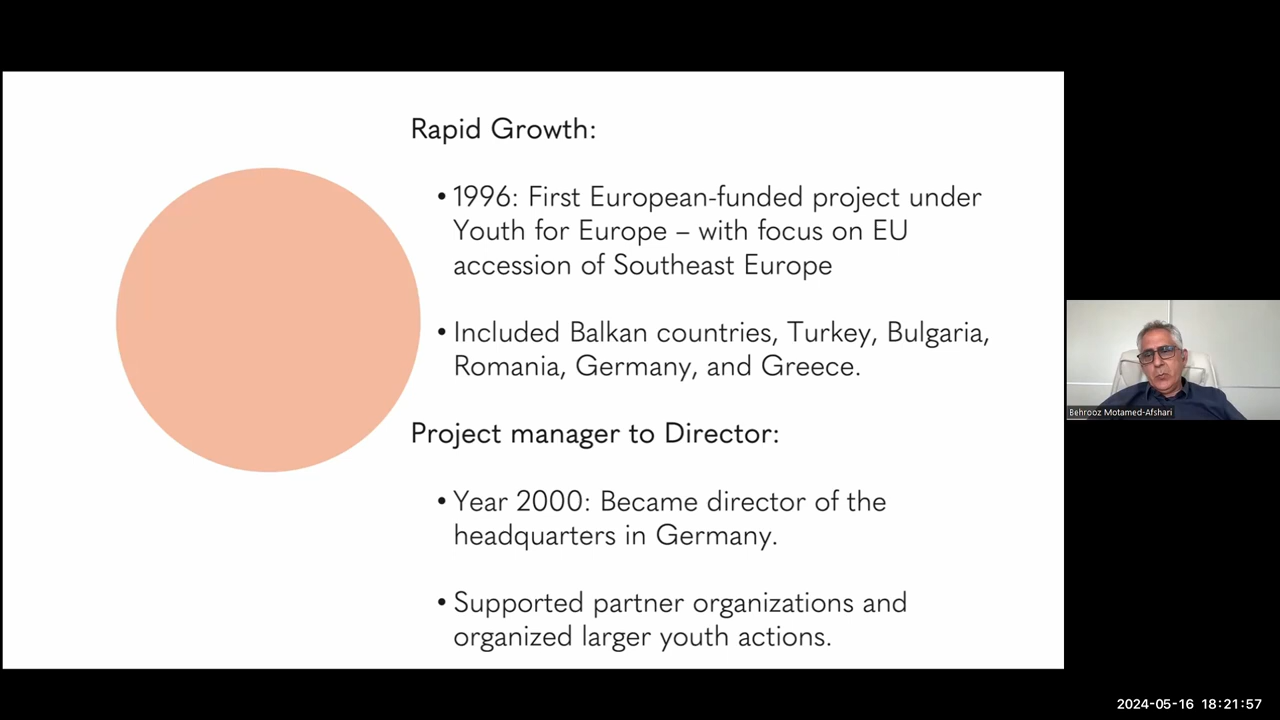 Rapid Growth:
• 1996: First European-funded project under
Youth for Europe – with focus on EU
accession of Southeast Europe
• Included Balkan countries, Turkey, Bulgaria,
Romania, Germany, and Greece.
Project manager to Director:
• Year 2000: Became director of the
headquarters in Germany.
• Supported partner organizations and
organized larger youth actions.
Behrooz Motamed-Afshari
2024-05-16 18:21:57